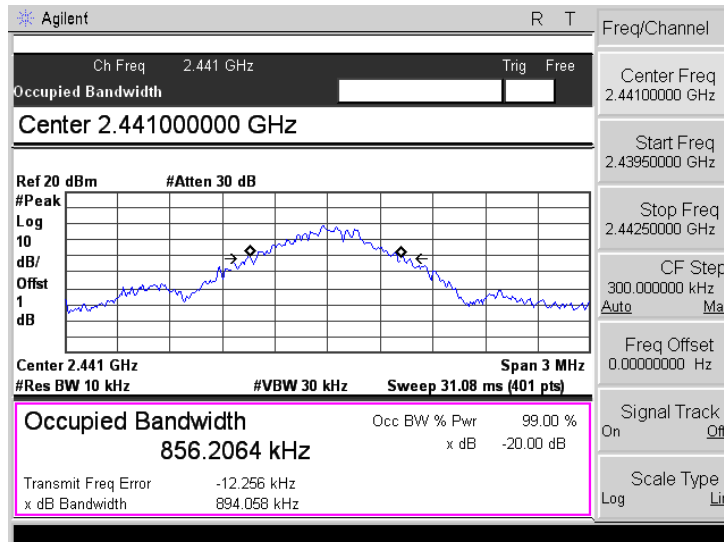 Agilent R T
Ch Freq 2.441 GHz Trig Free
Occupied Bandwidth
Center 2.441000000 GHz
Ref 20 dBm #Atten 30 dB
#Peak
Log
10
dB/
Offst
1
dB
Center 2.441 GHz Span 3 MHz
#Res BW 10 kHz #VBW 30 kHz Sweep 31.08 ms (401 pts)
Occupied Bandwidth Occ BW % Pwr 99.00 %
856.2064 kHz x dB -20.00 dB
Transmit Freq Error -12.256 kHz
x dB Bandwidth 894.058 kHz
Freq/Channel
Center Freq
2.44100000 GHz
Start Freq
2.43950000 GHz
Stop Freq
2.44250000 GHz
CF Step
300.000000 kHz
Auto Ma
Freq Offset
0.00000000 Hz
Signal Track
On Off
Scale Type
Log Lin